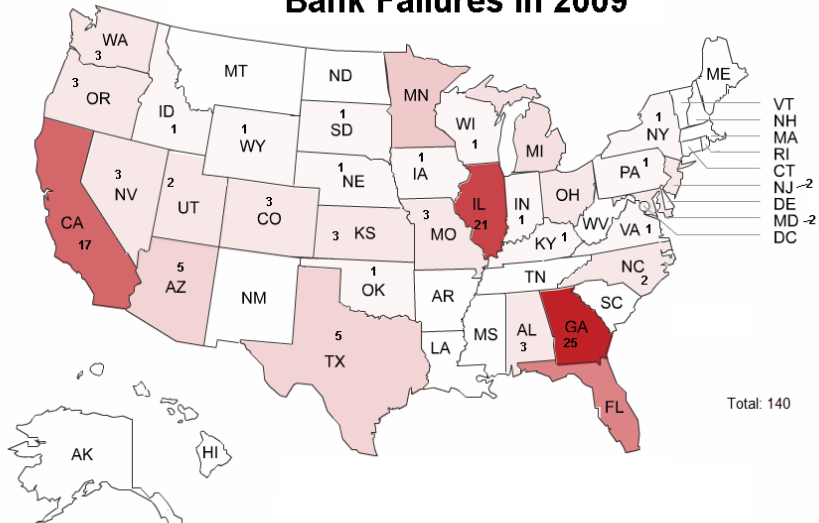 Bank Failures in 2009
WA
3
MT
ND
ME
3
OR
MN
VT
ID
1
1
SD
WI
1
1
NY
NH
1
WY
MA
MI
RI
1
NE
1
IA
PA 1
CT
3
NV
2
UT
IL
21
IN
1
OH
NJ -2
DE
3
CO
3 KS
3
MO
WV
VA 1
MD -2
CA
17
KY 1
DC
5
AZ
1
OK
NC
2
TN
NM
AR
SC
5
TX
MS
AL
3
GA
25
LA
FL
Total: 140
AK
HI